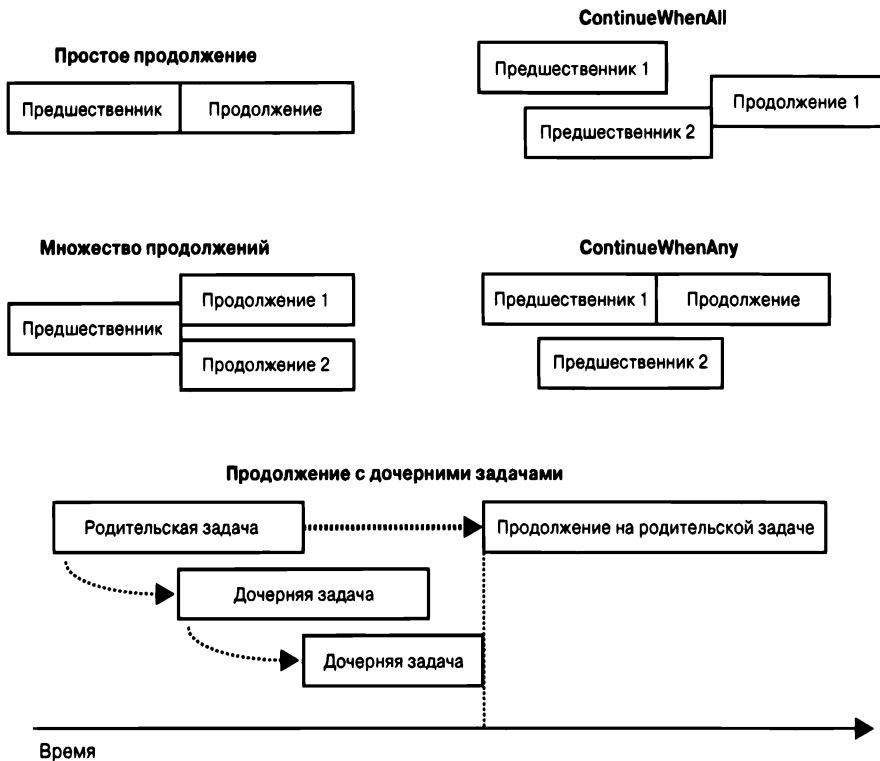 Простое продолжение
Предшественник
Продолжение
ContinueWhenAll
Предшественник 1
Продолжение 1
Предшественник 2
Множество продолжений
Предшественник
Продолжение 1
Продолжение 2
ContinueWhenAny
Предшественник 1
Продолжение
Предшественник 2
Продолжение с дочерними задачами
Родительская задача
Продолжение на родительской задаче
Дочерняя задача
Дочерняя задача
Время